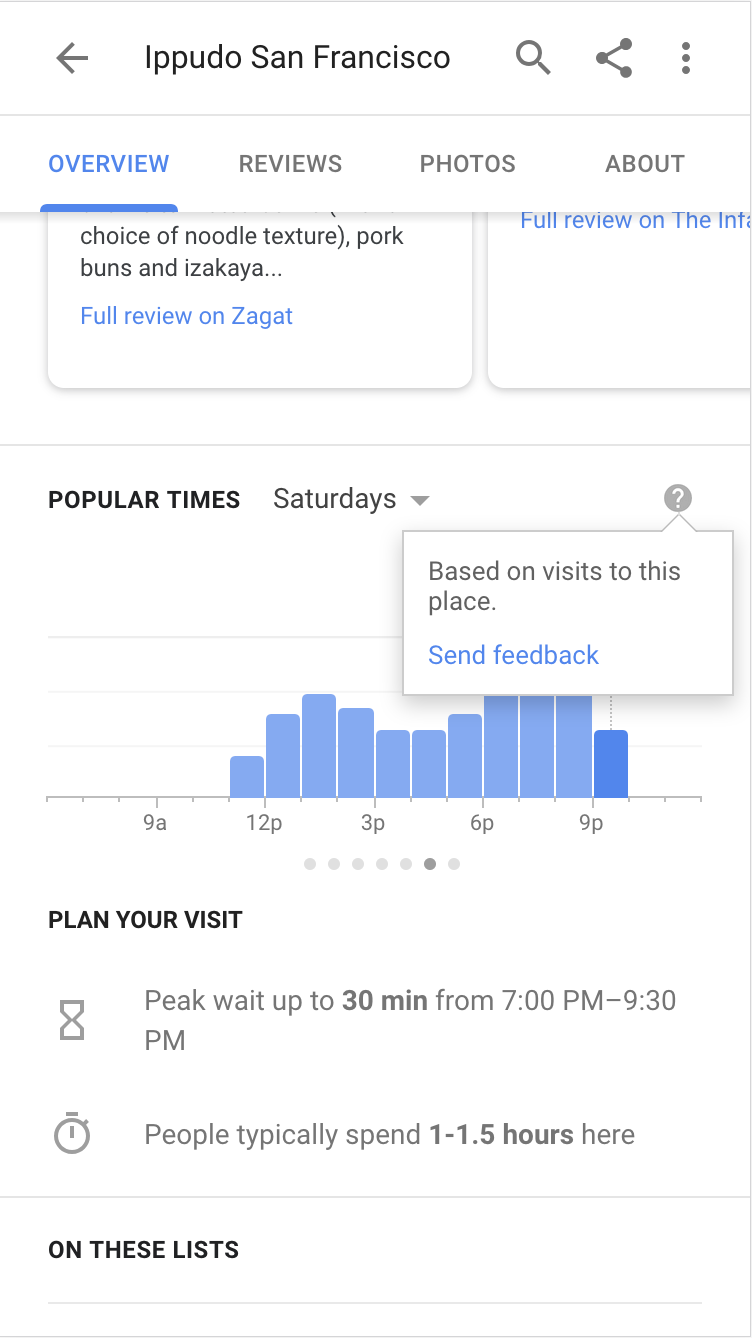 Ippudo San Francisco
OVERVIEW REVIEWS PHOTOS ABOUT
choice of noodle texture), pork
buns and izakaya...
Full review on Zagat
Full review on The
POPULAR TIMES Saturdays
?
Based on visits to this
place.
Send feedback
9a 12p 3p 6p 9p
PLAN YOUR VISIT
Peak wait up to 30 min from 7:00 PM–9:30
PM
People typically spend 1-1.5 hours here
ON THESE LISTS